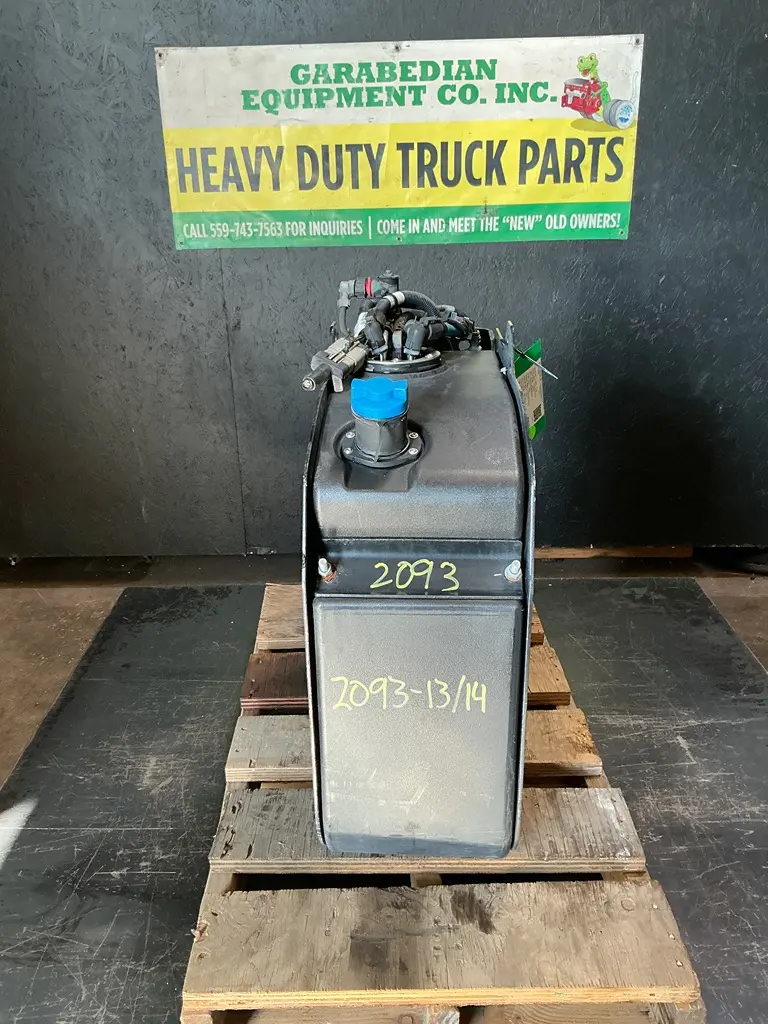 GARABEDIAN
EQUIPMENT CO. INC.
HEAVY DUTY TRUCK PARTS
CALL 559-743-7563 FOR INQUIRIES | COME IN AND MEET THE "NEW" OLD OWNERS!
2093
2093-13/14